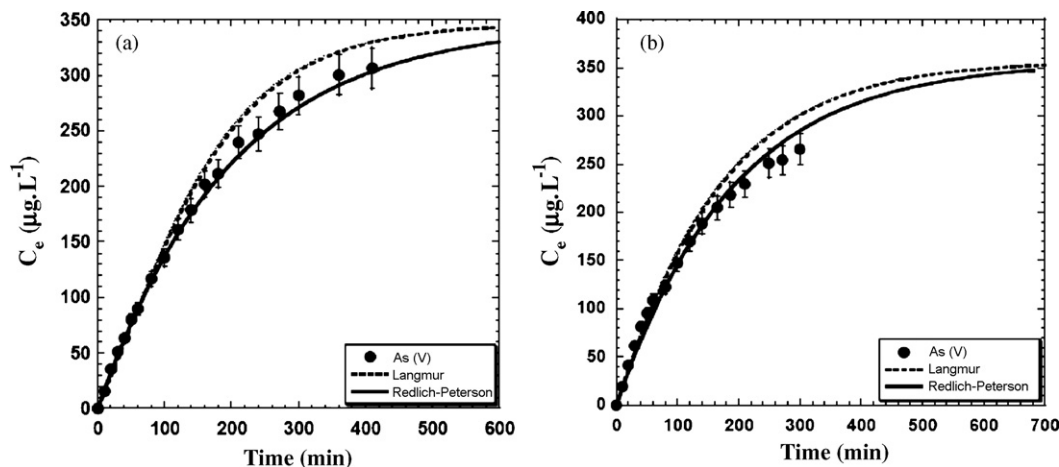 (a)
C_e (µg.L⁻¹)
350
300
250
200
150
100
50
0
As (V)
Langmur
Redlich-Peterson
0 100 200 300 400 500 600
Time (min)
(b)
C_e (µg.L⁻¹)
400
350
300
250
200
150
100
50
0
As (V)
Langmur
Redlich-Peterson
0 100 200 300 400 500 600 700
Time (min)